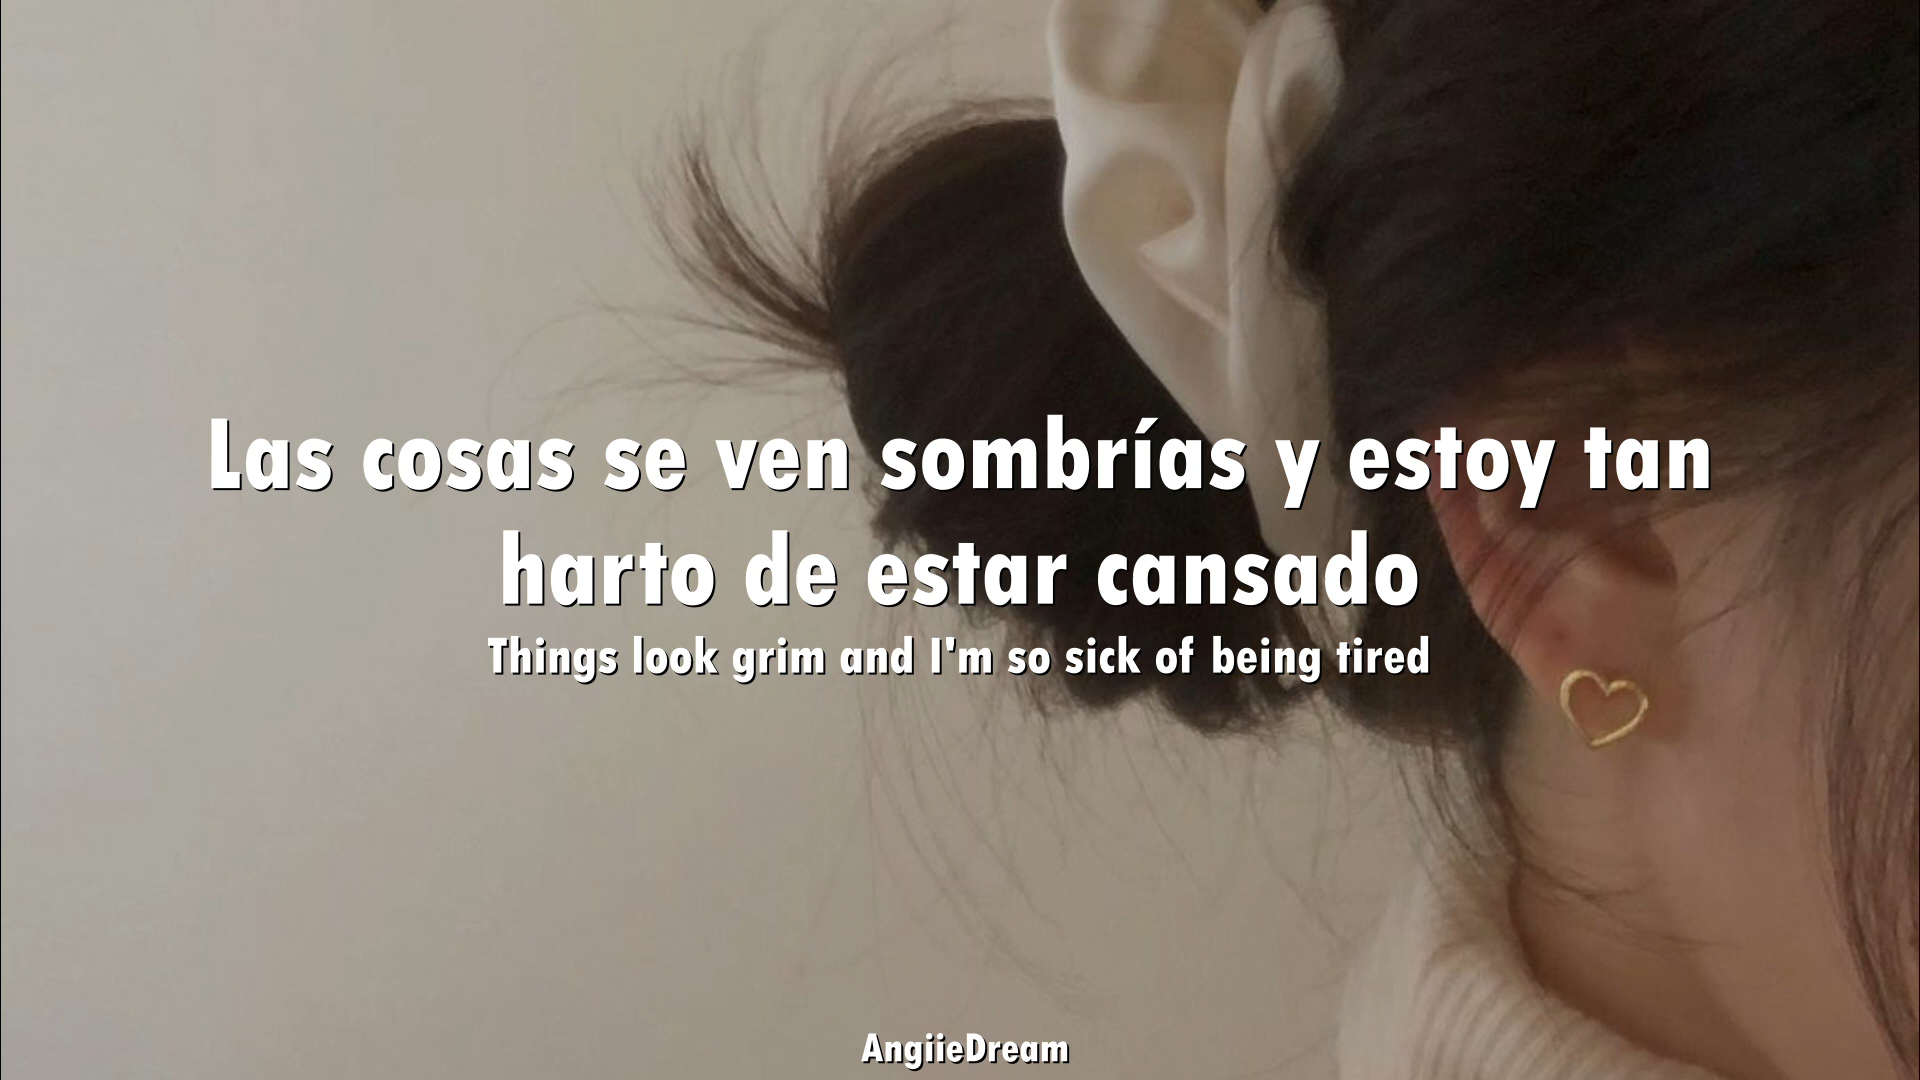 Las cosas se ven sombrías y estoy tan
harto de estar cansado
Things look grim and I'm so sick of being tired
AngiieDream